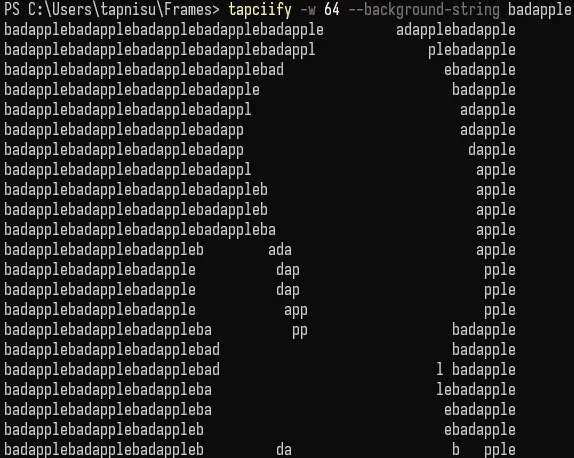 PS C:\Users\tapnisu\Frames> tapciify -w 64 --background-string badapple
badapplebadapplebadapplebadapplebadapple         adapplebadapple
badapplebadapplebadapplebadapplebadappl              plebadapple
badapplebadapplebadapplebadapplebad                    ebadapple
badapplebadapplebadapplebadapple                        badapple
badapplebadapplebadapplebadappl                          adapple
badapplebadapplebadapplebadapp                           adapple
badapplebadapplebadapplebadapp                            dapple
badapplebadapplebadapplebadappl                            apple
badapplebadapplebadapplebadappleb                          apple
badapplebadapplebadapplebadappleb                          apple
badapplebadapplebadapplebadappleba                         apple
badapplebadapplebadappleb        ada                       apple
badapplebadapplebadapple          dap                       pple
badapplebadapplebadapple          dap                       pple
badapplebadapplebadapple           app                      pple
badapplebadapplebadappleba          pp                  badapple
badapplebadapplebadapplebad                             badapple
badapplebadapplebadapplebad                           l badapple
badapplebadapplebadappleba                            lebadapple
badapplebadapplebadappleba                             ebadapple
badapplebadapplebadappleb                              ebadapple
badapplebadapplebadappleb         da                    b   pple